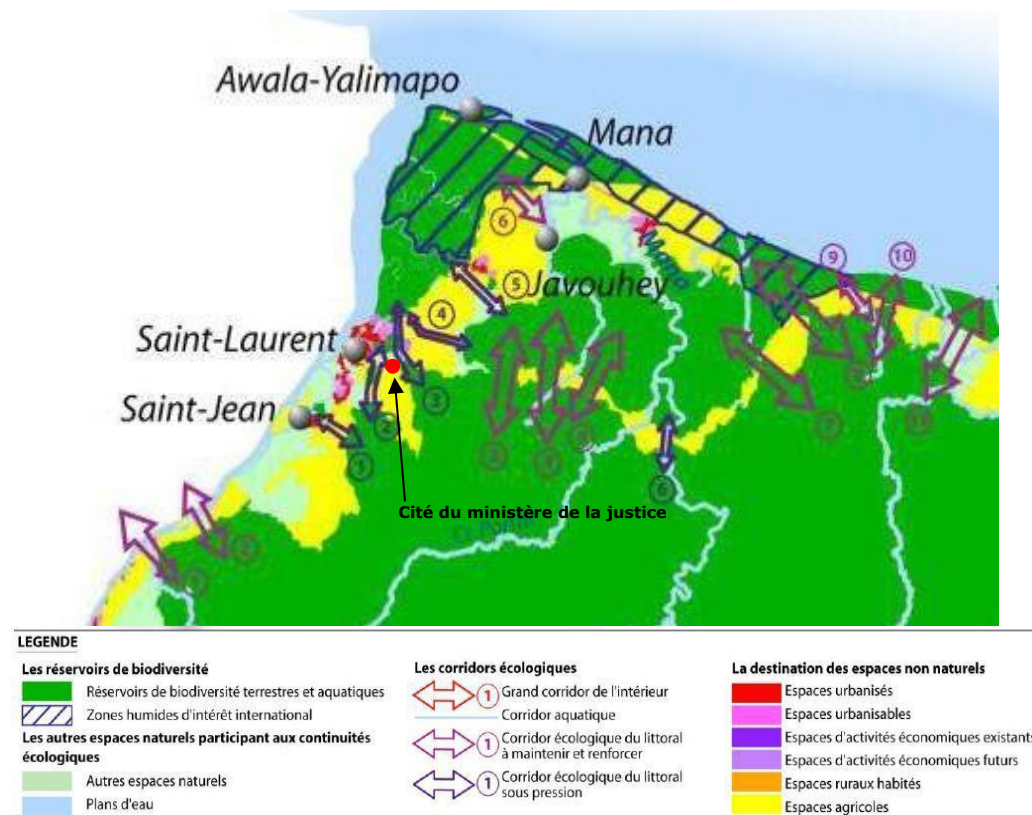 Awala-Yalimapo
Mana
6
9
10
Mana
5
Javouhey
4
Saint-Laurent
3
Saint-Jean
2
1
6
Cité du ministère de la justice
LEGENDE
Les réservoirs de biodiversité
Réservoirs de biodiversité terrestres et aquatiques
Zones humides d'intérêt international
Les autres espaces naturels participant aux continuités
écologiques
Autres espaces naturels
Plans d'eau
Les corridors écologiques
1 Grand corridor de l'intérieur
Corridor aquatique
1 Corridor écologique du littoral
à maintenir et renforcer
1 Corridor écologique du littoral
sous pression
La destination des espaces non naturels
Espaces urbanisés
Espaces urbanisables
Espaces d'activités économiques existants
Espaces d'activités économiques futurs
Espaces ruraux habités
Espaces agricoles